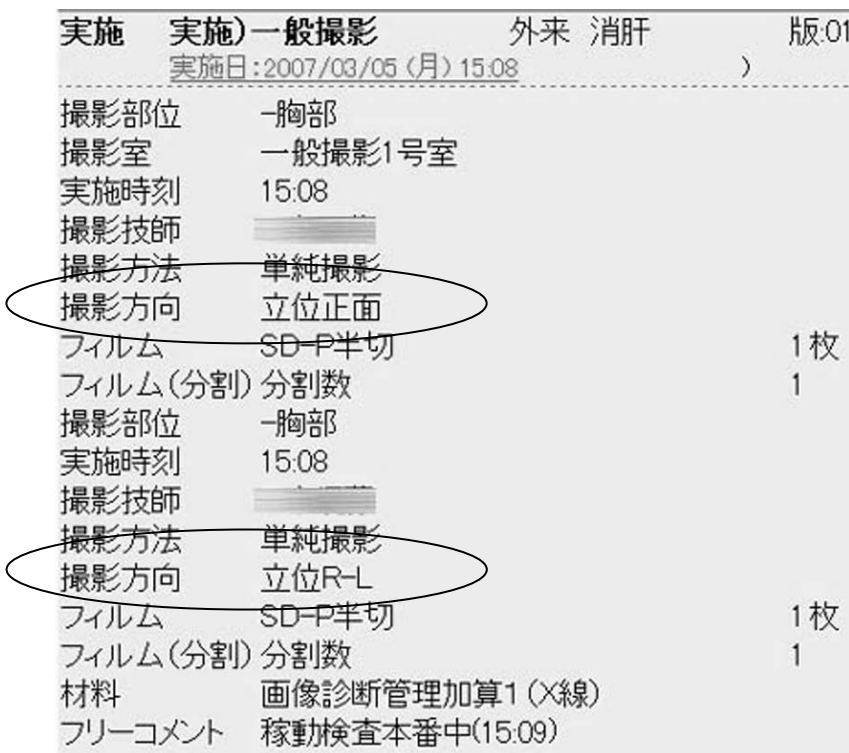 実施 実施)一般撮影 外来 消肝 版:01
実施日:2007/03/05(月)15:08 )
撮影部位 -胸部
撮影室 一般撮影1号室
実施時刻 15:08
撮影技師
撮影方法 単純撮影
撮影方向 立位正面
フィルム SD-P半切 1枚
フィルム(分割)分割数 1
撮影部位 -胸部
実施時刻 15:08
撮影技師
撮影方法 単純撮影
撮影方向 立位R-L
フィルム SD-P半切 1枚
フィルム(分割)分割数 1
材料 画像診断管理加算1(X線)
フリーコメント 稼動検査本番中(15:09)